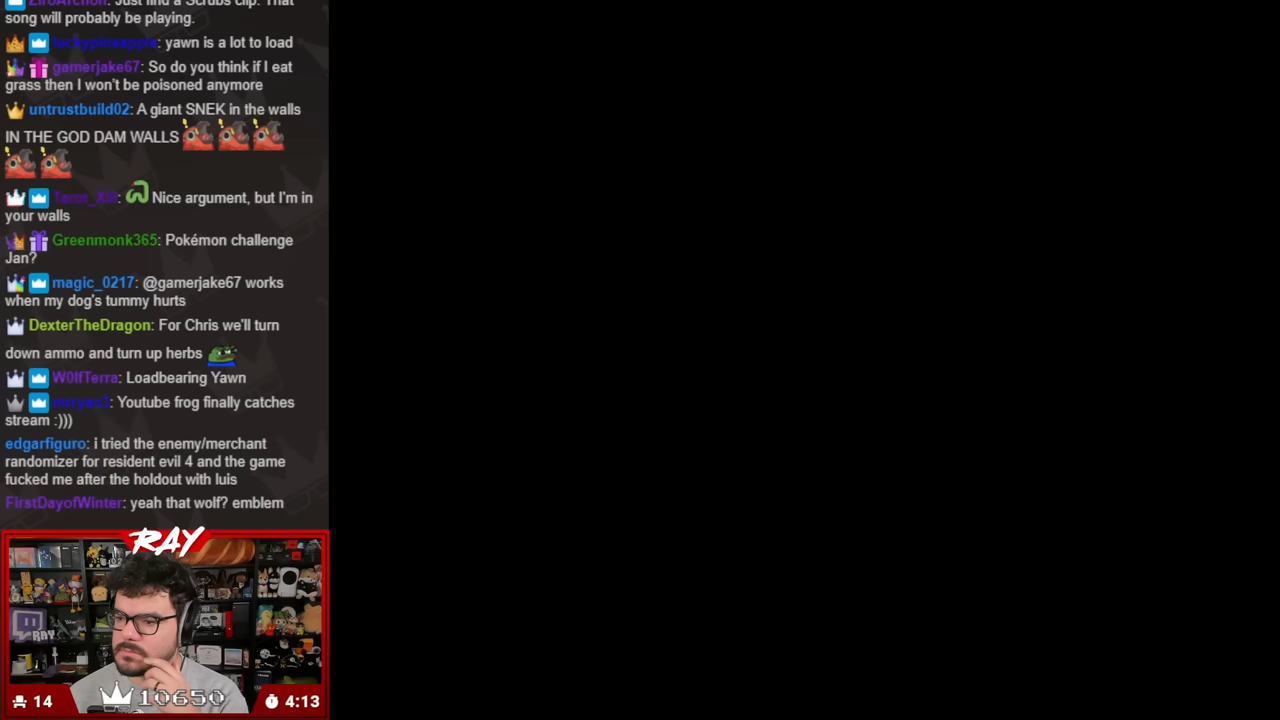 ZiroArchon: Just find a Scrubs clip. That
song will probably be playing.
luckypineapple: yawn is a lot to load
gamerjake67: So do you think if I eat
grass then I won't be poisoned anymore
untrustbuild02: A giant SNEK in the walls
IN THE GOD DAM WALLS
Tarot_XIII: Nice argument, but I'm in
your walls
Greenmonk365: Pokémon challenge
Jan?
magic_0217: @gamerjake67 works
when my dog's tummy hurts
DexterTheDragon: For Chris we'll turn
down ammo and turn up herbs
W0lfTerra: Loadbearing Yawn
Youtube frog finally catches
stream :)))
edgarfiguro: i tried the enemy/merchant
randomizer for resident evil 4 and the game
fucked me after the holdout with luis
FirstDayofWinter: yeah that wolf? emblem
RAY
RAY
14
10650
4:13